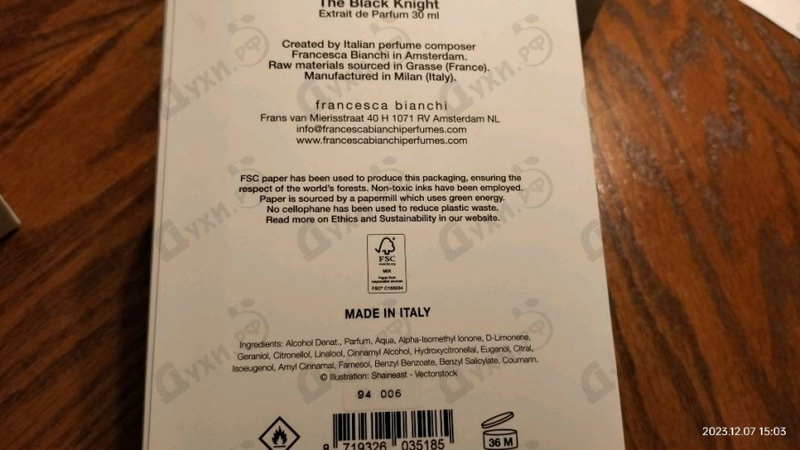 The Black Knight
Extrait de Parfum 30 ml
Created by Italian perfume composer
Francesca Bianchi in Amsterdam.
Raw materials sourced in Grasse (France).
Manufactured in Milan (Italy).
francesca bianchi
Frans van Mierisstraat 40 H 1071 RV Amsterdam NL
info@francescabianchiperfumes.com
www.francescabianchiperfumes.com
FSC paper has been used to produce this packaging, ensuring the
respect of the world's forests. Non-toxic inks have been employed.
Paper is sourced by a papermill which uses green energy.
No cellophane has been used to reduce plastic waste.
Read more on Ethics and Sustainability in our website.
FSC
www.fsc.org
MIX
Paper from
responsible sources
MADE IN ITALY
Ingredients: Alcohol Denat., Parfum, Aqua, Alpha-Isomethyl Ionone, D-Limonene,
Geraniol, Citronellol, Linalool, Cinnamyl Alcohol, Hydroxycitronellal, Eugenol, Citral,
Isoeugenol, Amyl Cinnamal, Farnesol, Benzyl Benzoate, Benzyl Salicylate, Coumarin.
© Illustration: Shaineast - Vectorstock
94 006
8 719326 035185
36 M
2023.12.07 15:03
Духи.РФ